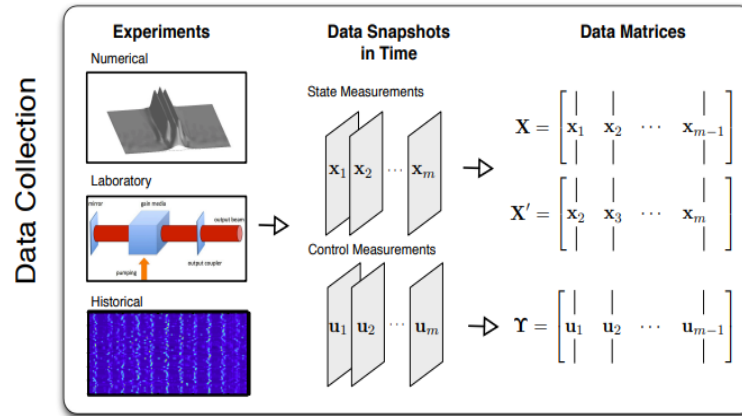 Data Collection
Experiments
Numerical
Laboratory
mirror
gain media
output beam
pumping
output coupler
Historical
Data Snapshots
in Time
State Measurements
x₁ x₂ ⋯ xₘ
Control Measurements
u₁ u₂ ⋯ uₘ
Data Matrices
X = [x₁ x₂ ⋯ xₘ₋₁]
X′ = [x₂ x₃ ⋯ xₘ]
ϒ = [u₁ u₂ ⋯ uₘ₋₁]